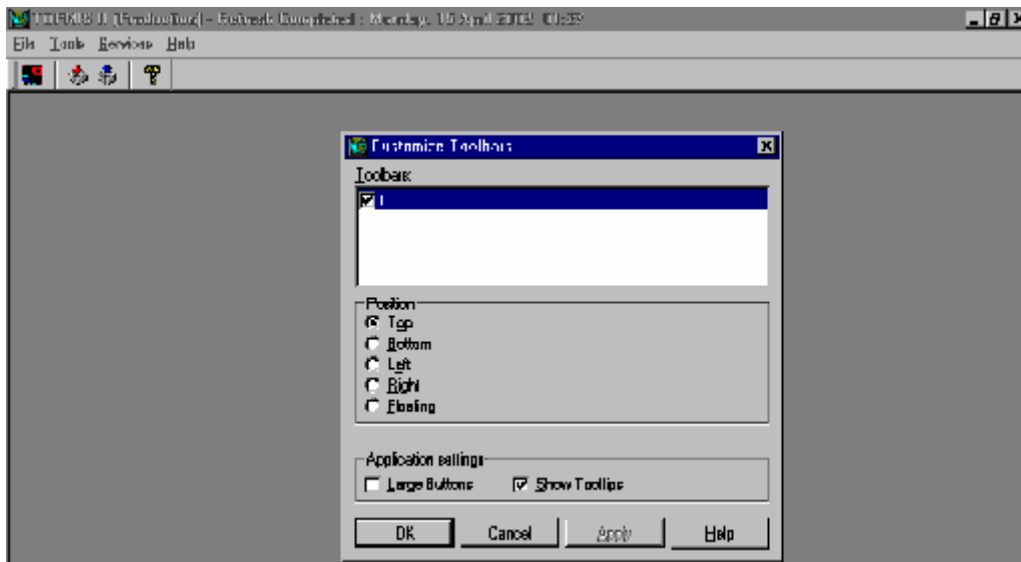 File Tools Services Help
Customize Toolbars
Toolbars:
Position
Top
Bottom
Left
Right
Floating
Application settings
Large Buttons Show Tooltips
OK Cancel Apply Help